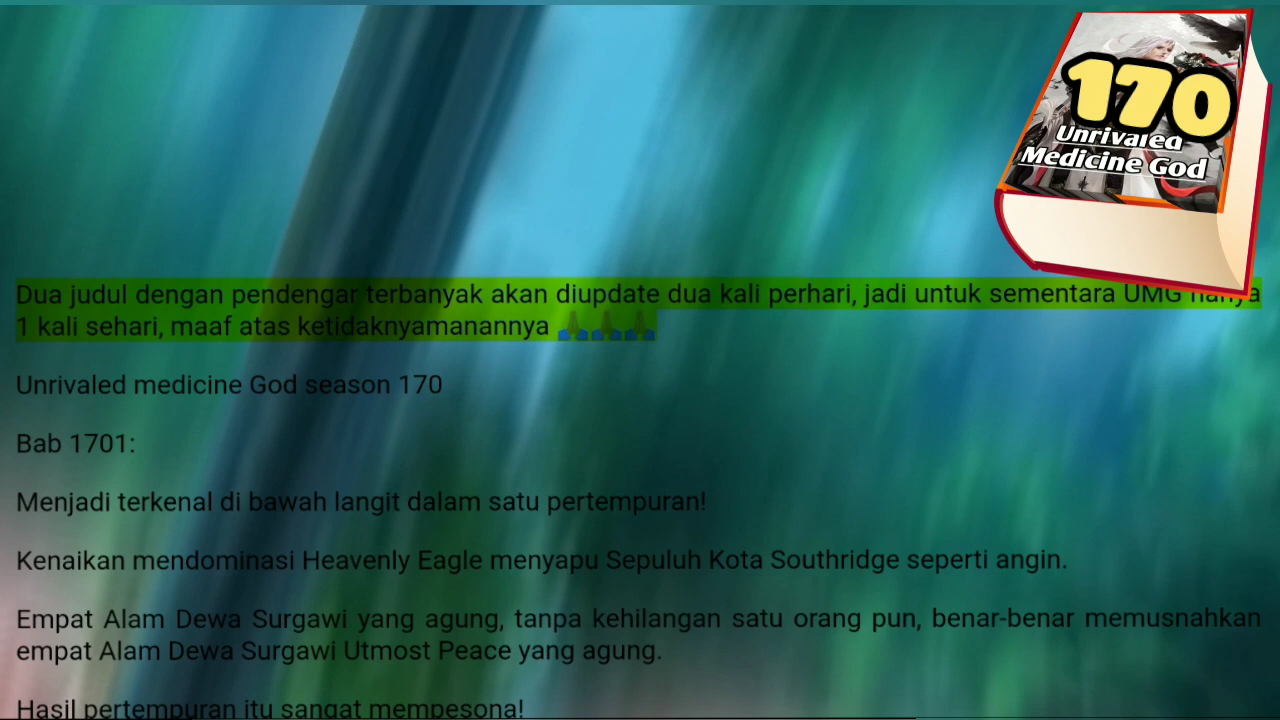 170
Unrivaled
Medicine God
Dua judul dengan pendengar terbanyak akan diupdate dua kali perhari, jadi untuk sementara UMG hanya
1 kali sehari, maaf atas ketidaknyamanannya 🙏🙏🙏
Unrivaled medicine God season 170
Bab 1701:
Menjadi terkenal di bawah langit dalam satu pertempuran!
Kenaikan mendominasi Heavenly Eagle menyapu Sepuluh Kota Southridge seperti angin.
Empat Alam Dewa Surgawi yang agung, tanpa kehilangan satu orang pun, benar-benar memusnahkan
empat Alam Dewa Surgawi Utmost Peace yang agung.
Hasil pertempuran itu sangat mempesona!